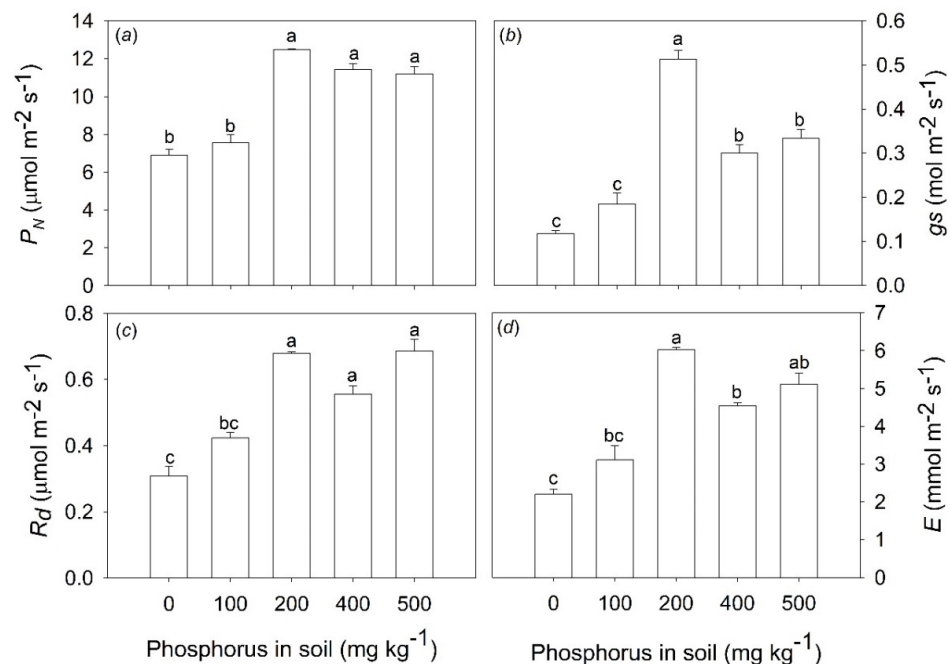 (a)
14
12
10
8
6
4
2
0
P_N (μmol m⁻² s⁻¹)
b
b
a
a
a
(b)
0.6
0.5
0.4
0.3
0.2
0.1
0.0
gs (mol m⁻² s⁻¹)
c
c
a
b
b
(c)
0.8
0.6
0.4
0.2
0.0
Rd (μmol m⁻² s⁻¹)
c
bc
a
a
a
0 100 200 400 500
Phosphorus in soil (mg kg⁻¹)
(d)
7
6
5
4
3
2
1
0
E (mmol m⁻² s⁻¹)
c
bc
a
b
ab
0 100 200 400 500
Phosphorus in soil (mg kg⁻¹)